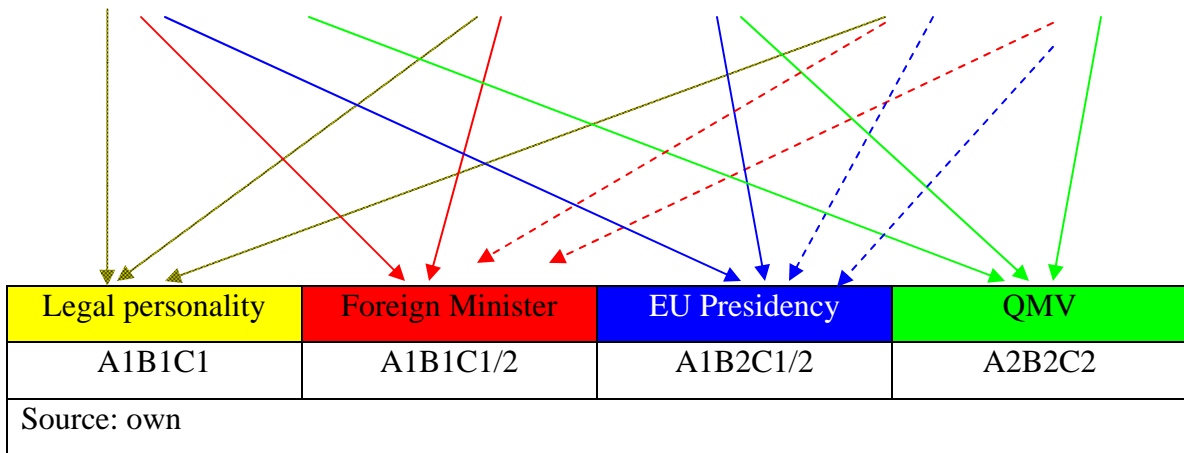 Legal personality Foreign Minister EU Presidency QMV
A1B1C1 A1B1C1/2 A1B2C1/2 A2B2C2
Source: own